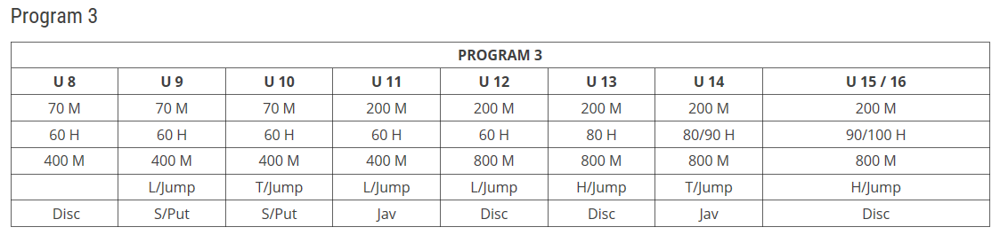 Program 3
PROGRAM 3
U 8 U 9 U 10 U 11 U 12 U 13 U 14 U 15 / 16
70 M 70 M 70 M 200 M 200 M 200 M 200 M 200 M
60 H 60 H 60 H 60 H 60 H 80 H 80/90 H 90/100 H
400 M 400 M 400 M 400 M 800 M 800 M 800 M 800 M
L/Jump T/Jump L/Jump L/Jump H/Jump T/Jump H/Jump
Disc S/Put S/Put Jav Disc Disc Jav Disc